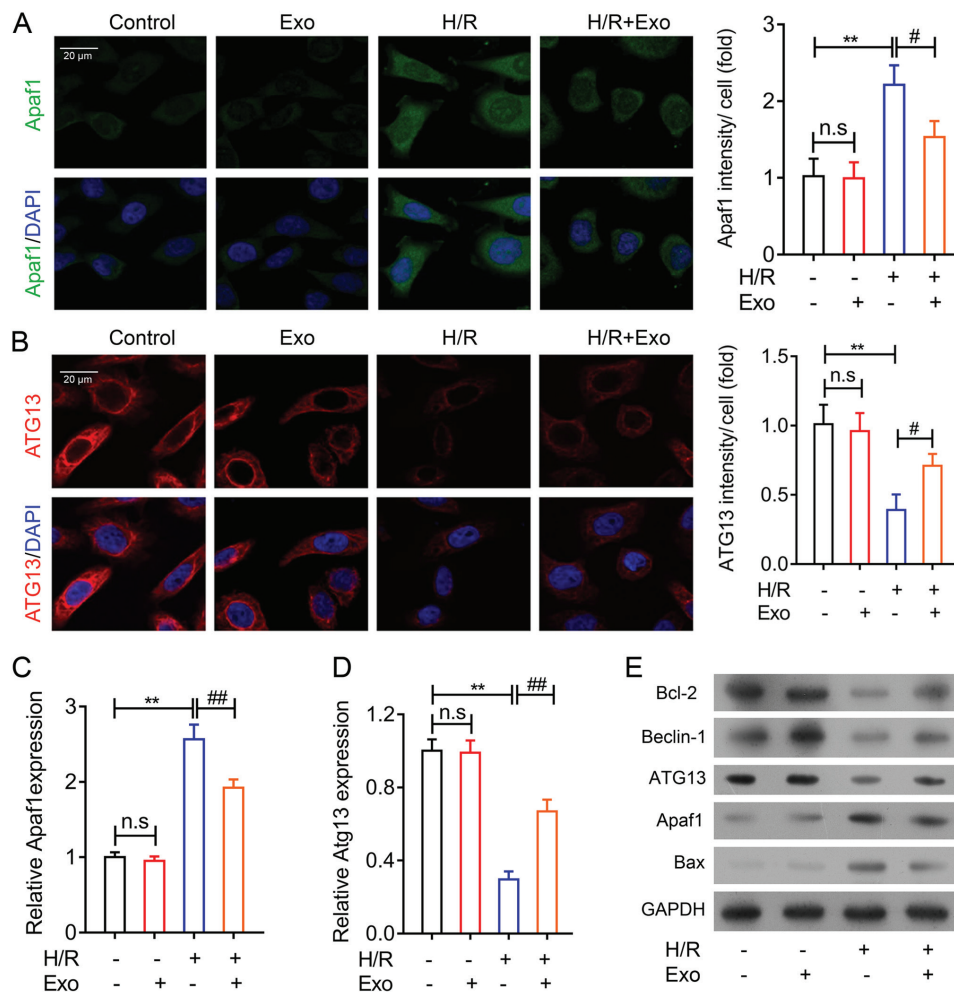 A
Control Exo H/R H/R+Exo
20 μm
Apaf1
Apaf1/DAPI
Apaf1 intensity/ cell (fold)
3
2
1
0
** #
n.s
H/R - - + +
Exo - + - +
B
Control Exo H/R H/R+Exo
20 μm
ATG13
ATG13/DAPI
ATG13 intensity/cell (fold)
1.5
1.0
0.5
0.0
**
n.s
#
H/R - - + +
Exo - + - +
C
Relative Apaf1expression
3
2
1
0
** ##
n.s
H/R - - + +
Exo - + - +
D
Relative Atg13 expression
1.2
0.8
0.4
0.0
** ##
n.s
H/R - - + +
Exo - + - +
E
Bcl-2
Beclin-1
ATG13
Apaf1
Bax
GAPDH
H/R - - + +
Exo - + - +